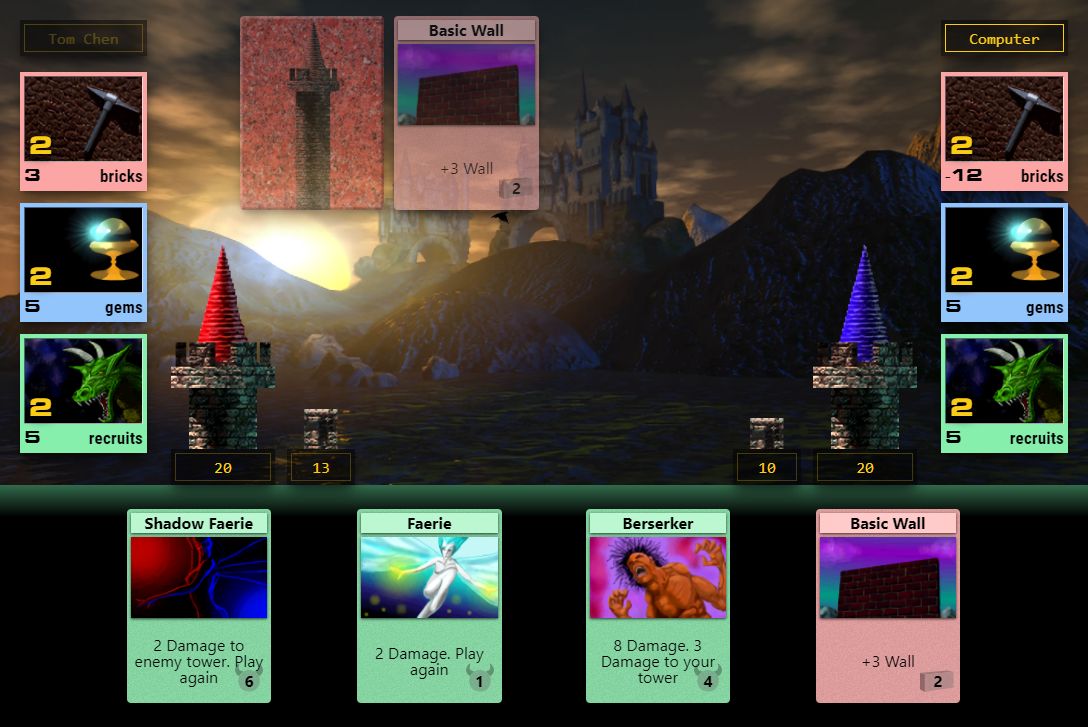 Tom Chen
Basic Wall
Computer
2
3 bricks
+3 Wall
2
2
-12 bricks
2
5 gems
2
5 gems
2
5 recruits
2
5 recruits
20
13
10
20
Shadow Faerie
2 Damage to
enemy tower. Play
again
6
Faerie
2 Damage. Play
again
1
Berserker
8 Damage. 3
Damage to your
tower
4
Basic Wall
+3 Wall
2